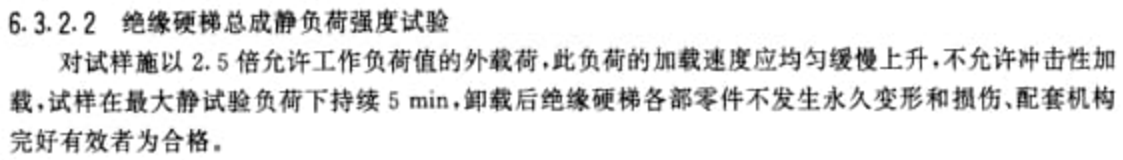 6.3.2.2 绝缘硬梯总成静负荷强度试验
对试样施以 2.5 倍允许工作负荷值的外载荷,此负荷的加载速度应均匀缓慢上升,不允许冲击性加
载,试样在最大静试验负荷下持续 5 min,卸载后绝缘硬梯各部零件不发生永久变形和损伤、配套机构
完好有效者为合格。